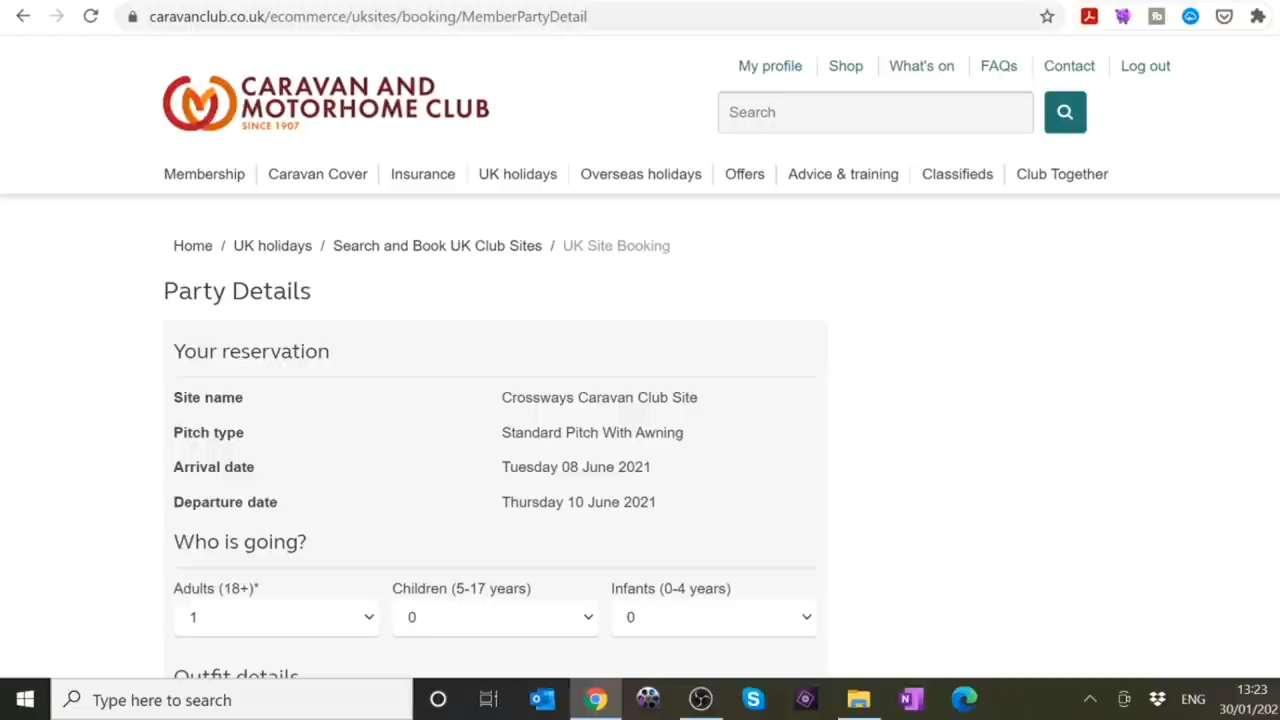 caravanclub.co.uk/ecommerce/uksites/booking/MemberPartyDetail
My profile Shop What's on FAQs Contact Log out
CARAVAN AND
MOTORHOME CLUB
SINCE 1907
Search
Membership Caravan Cover Insurance UK holidays Overseas holidays Offers Advice & training Classifieds Club Together
Home / UK holidays / Search and Book UK Club Sites / UK Site Booking
Party Details
Your reservation
Site name Crossways Caravan Club Site
Pitch type Standard Pitch With Awning
Arrival date Tuesday 08 June 2021
Departure date Thursday 10 June 2021
Who is going?
Adults (18+)* Children (5-17 years) Infants (0-4 years)
1 0 0
Outfit details
Type here to search
ENG
13:23
30/01/202